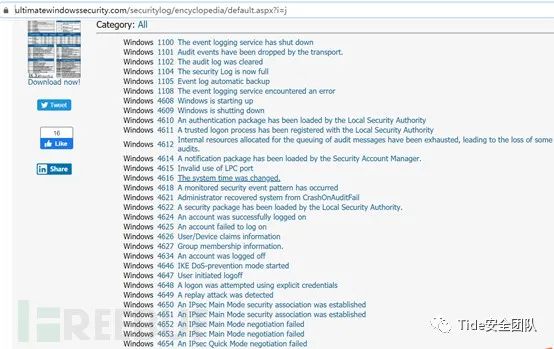 ultimatewindowssecurity.com/securitylog/encyclopedia/default.aspx?i=j
Category: All
Download now!
Tweet
16
Like
Share
Windows 1100 The event logging service has shut down
Windows 1101 Audit events have been dropped by the transport.
Windows 1102 The audit log was cleared
Windows 1104 The security Log is now full
Windows 1105 Event log automatic backup
Windows 1108 The event logging service encountered an error
Windows 4608 Windows is starting up
Windows 4609 Windows is shutting down
Windows 4610 An authentication package has been loaded by the Local Security Authority
Windows 4611 A trusted logon process has been registered with the Local Security Authority
Windows 4612 Internal resources allocated for the queuing of audit messages have been exhausted, leading to the loss of some
audits.
Windows 4614 A notification package has been loaded by the Security Account Manager.
Windows 4615 Invalid use of LPC port
Windows 4616 The system time was changed.
Windows 4618 A monitored security event pattern has occurred
Windows 4621 Administrator recovered system from CrashOnAuditFail
Windows 4622 A security package has been loaded by the Local Security Authority.
Windows 4624 An account was successfully logged on
Windows 4625 An account failed to log on
Windows 4626 User/Device claims information
Windows 4627 Group membership information.
Windows 4634 An account was logged off
Windows 4646 IKE DoS-prevention mode started
Windows 4647 User initiated logoff
Windows 4648 A logon was attempted using explicit credentials
Windows 4649 A replay attack was detected
Windows 4650 An IPsec Main Mode security association was established
Windows 4651 An IPsec Main Mode security association was established
Windows 4652 An IPsec Main Mode negotiation failed
Windows 4653 An IPsec Main Mode negotiation failed
Windows 4654 An IPsec Quick Mode negotiation failed
Tide安全团队